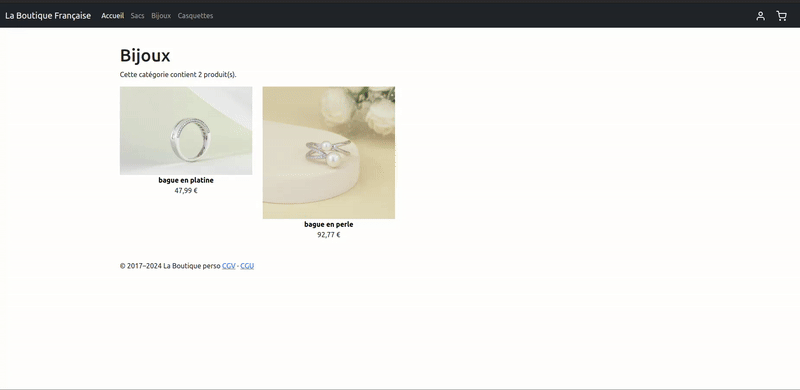 La Boutique Française Accueil Sacs Bijoux Casquettes
Bijoux
Cette catégorie contient 2 produit(s).
bague en platine
47,99 €
bague en perle
92,77 €
© 2017–2024 La Boutique perso CGV · CGU